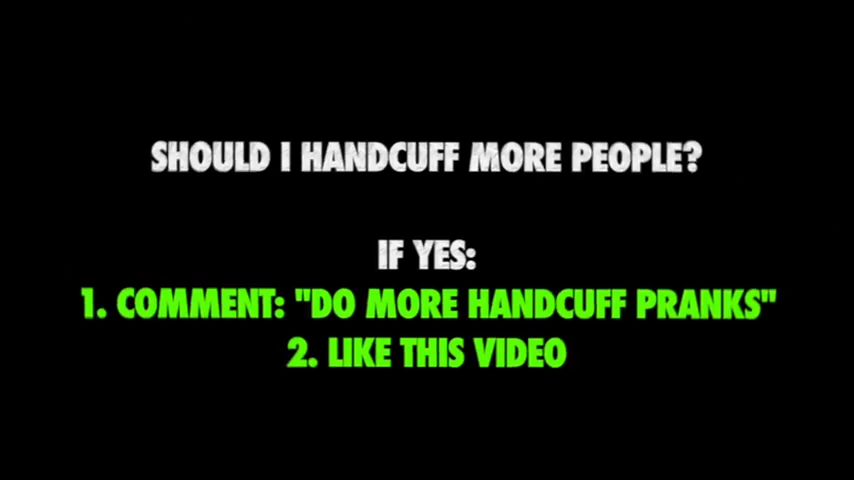 SHOULD I HANDCUFF MORE PEOPLE?
IF YES:
1. COMMENT: "DO MORE HANDCUFF PRANKS"
2. LIKE THIS VIDEO